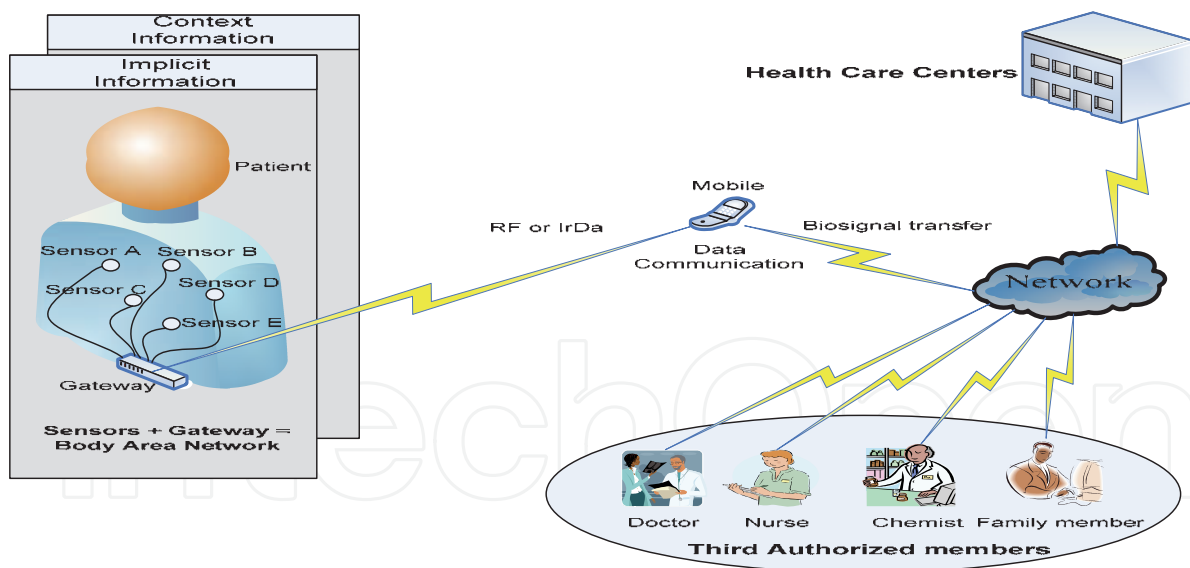 Context
Information
Implicit
Information
Patient
Sensor A
Sensor B
Sensor C
Sensor D
Sensor E
Gateway
Sensors + Gateway =
Body Area Network
RF or IrDa
Mobile
Data
Communication
Biosignal transfer
Health Care Centers
Network
Doctor
Nurse
Chemist
Family member
Third Authorized members
IntechOpen